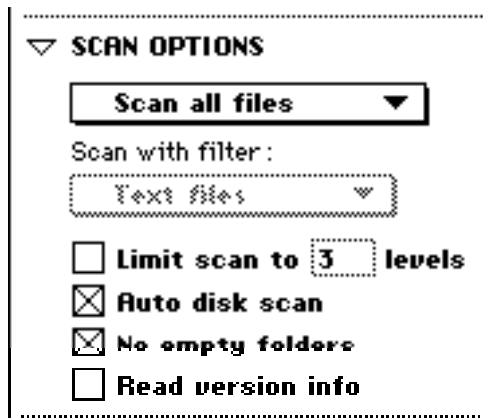 SCAN OPTIONS
Scan all files
Scan with filter:
Text files
Limit scan to 3 levels
Auto disk scan
No empty folders
Read version info